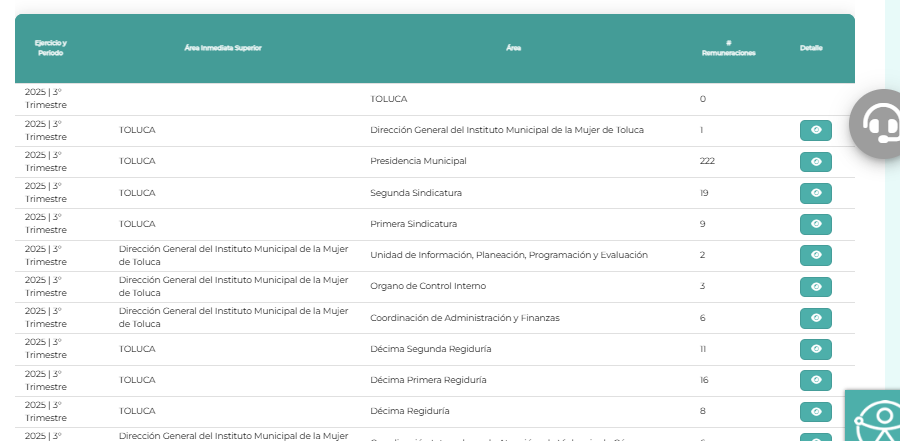 Ejercicio y
Periodo
Área Inmediata Superior
Área
#
Remuneraciones
Detalle
2025 | 3°
Trimestre
TOLUCA
0
2025 | 3°
Trimestre
TOLUCA
Dirección General del Instituto Municipal de la Mujer de Toluca
1
2025 | 3°
Trimestre
TOLUCA
Presidencia Municipal
222
2025 | 3°
Trimestre
TOLUCA
Segunda Sindicatura
19
2025 | 3°
Trimestre
TOLUCA
Primera Sindicatura
9
2025 | 3°
Trimestre
Dirección General del Instituto Municipal de la Mujer
de Toluca
Unidad de Información, Planeación, Programación y Evaluación
2
2025 | 3°
Trimestre
Dirección General del Instituto Municipal de la Mujer
de Toluca
Organo de Control Interno
3
2025 | 3°
Trimestre
Dirección General del Instituto Municipal de la Mujer
de Toluca
Coordinación de Administración y Finanzas
6
2025 | 3°
Trimestre
TOLUCA
Décima Segunda Regiduría
11
2025 | 3°
Trimestre
TOLUCA
Décima Primera Regiduría
16
2025 | 3°
Trimestre
TOLUCA
Décima Regiduría
8
2025 | 3°
Dirección General del Instituto Municipal de la Mujer